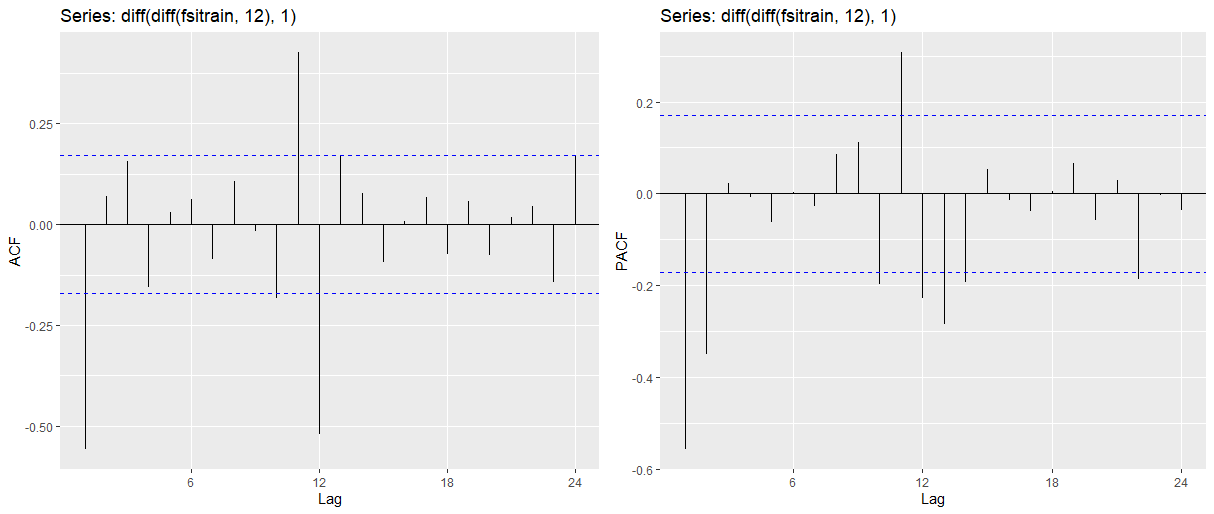 Series: diff(diff(fsitrain, 12), 1)
ACF
0.25
0.00
-0.25
-0.50
6
12
18
24
Lag
Series: diff(diff(fsitrain, 12), 1)
PACF
0.2
0.0
-0.2
-0.4
-0.6
6
12
18
24
Lag